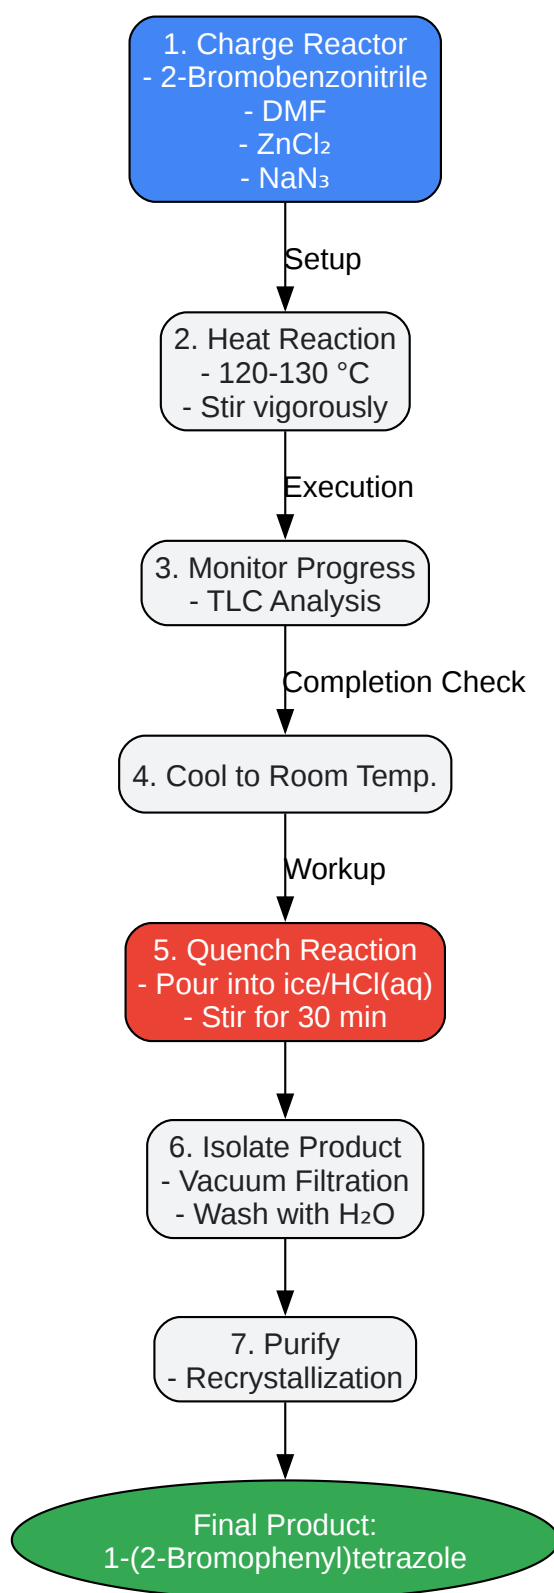 1. Charge Reactor
- 2-Bromobenzonitrile
- DMF
- ZnCl₂
- NaN₃
Setup
2. Heat Reaction
- 120-130 °C
- Stir vigorously
Execution
3. Monitor Progress
- TLC Analysis
Completion Check
4. Cool to Room Temp.
Workup
5. Quench Reaction
- Pour into ice/HCl(aq)
- Stir for 30 min
6. Isolate Product
- Vacuum Filtration
- Wash with H₂O
7. Purify
- Recrystallization
Final Product:
1-(2-Bromophenyl)tetrazole